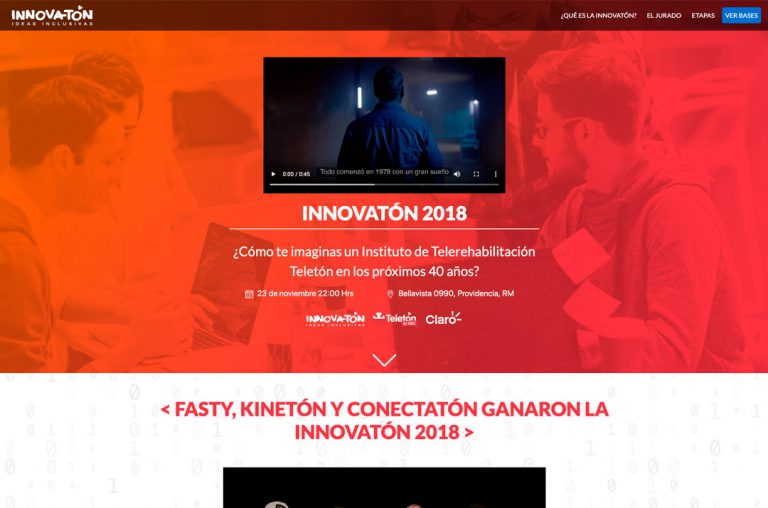 INNOVATÓN
IDEAS INCLUSIVAS
¿QUÉ ES LA INNOVATÓN?
EL JURADO
ETAPAS
VER BASES
Todo comenzó en 1978 con un gran sueño
0:00 / 0:45
INNOVATÓN 2018
¿Cómo te imaginas un Instituto de Telerehabilitación
Teletón en los próximos 40 años?
23 de noviembre 22:00 Hrs
Bellavista 0990, Providencia, RM
INNOVATÓN
IDEAS INCLUSIVAS
Teletón
Claro
< FASTY, KINETÓN Y CONECTATÓN GANARON LA
INNOVATÓN 2018 >